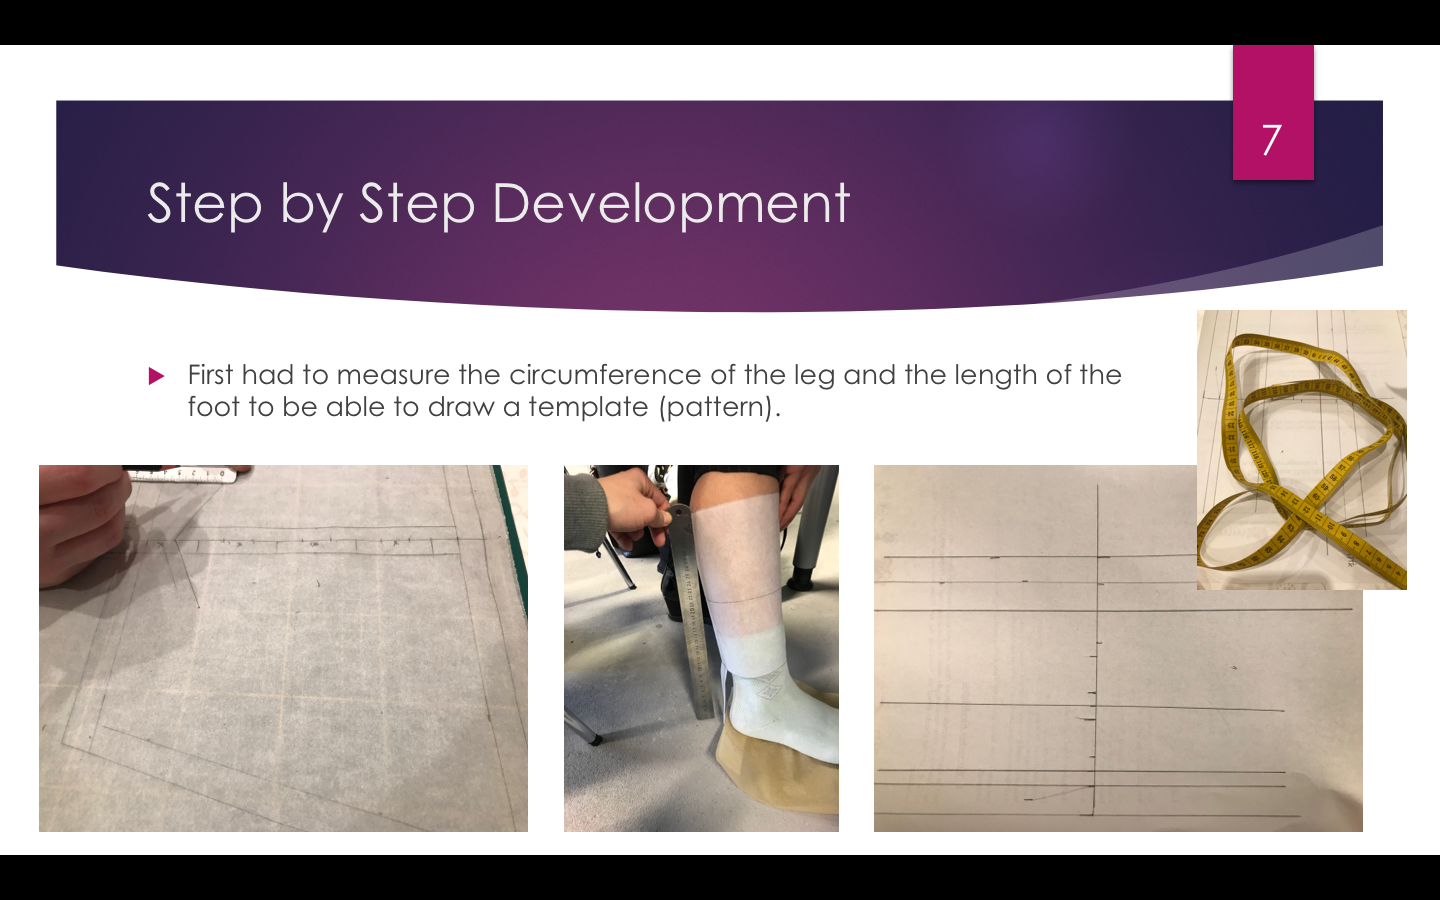 7
Step by Step Development
First had to measure the circumference of the leg and the length of the
foot to be able to draw a template (pattern).